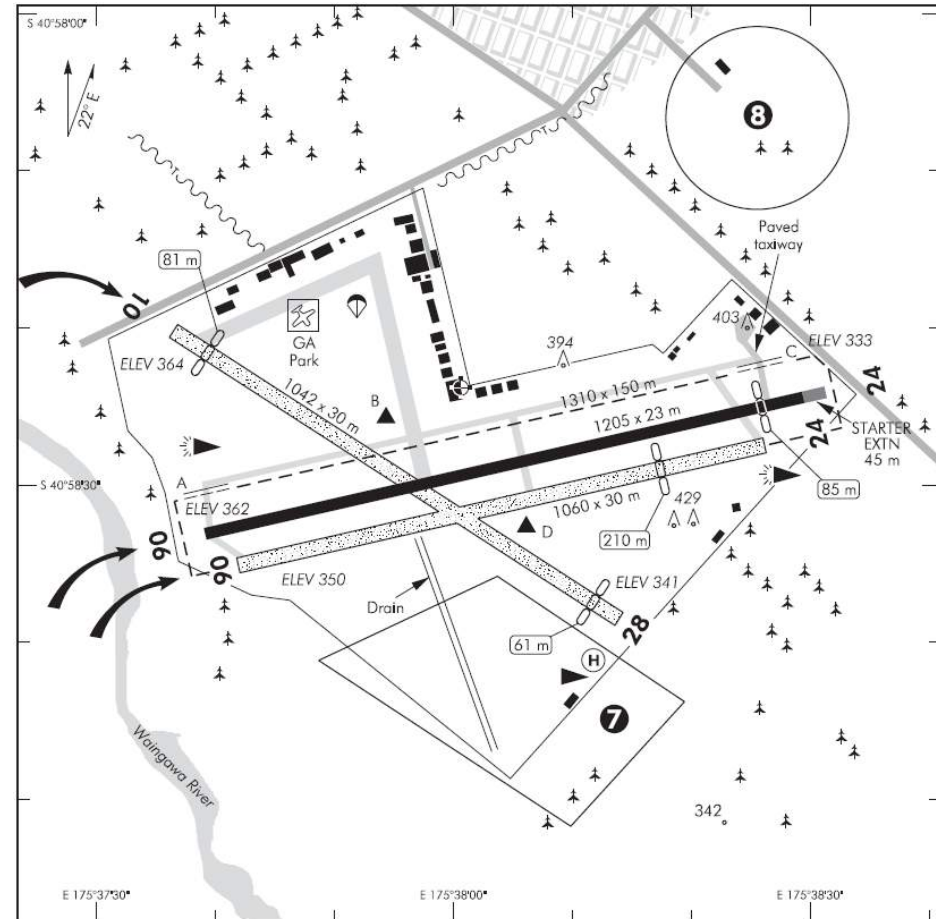 S 40°58'00"
22° E
8
Paved
taxiway
81 m
10
403
GA
Park
ELEV 364
394
ELEV 333
C
24
B
1042 x 30 m
1310 x 150 m
1205 x 23 m
24
STARTER
EXTN
45 m
S 40°58'30"
A
ELEV 362
85 m
1060 x 30 m
429
210 m
D
06
06
ELEV 350
ELEV 341
Drain
28
61 m
H
7
Waingawa River
342
E 175°37'30"
E 175°38'00"
E 175°38'30"